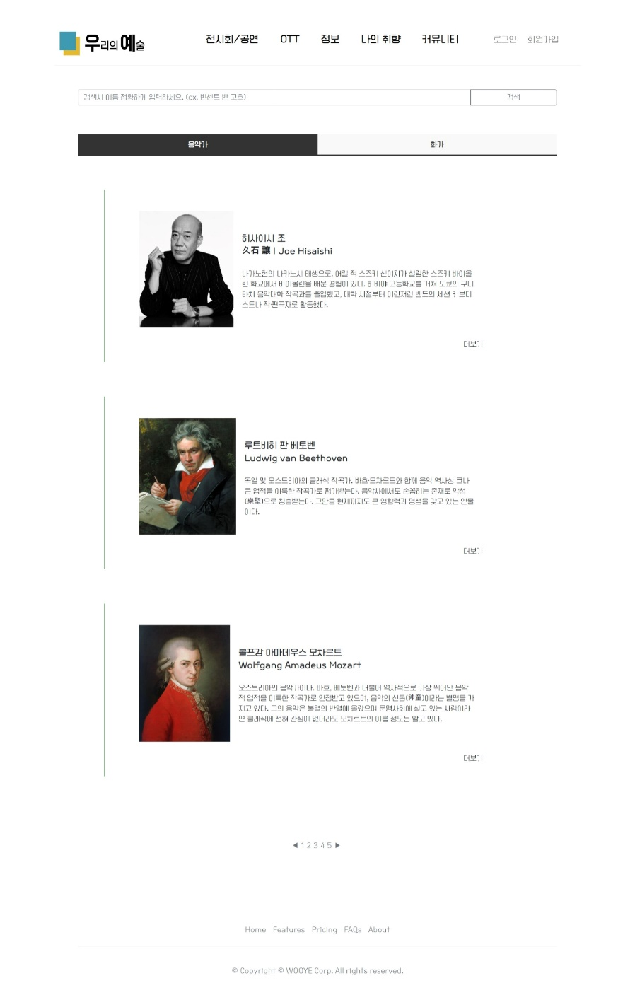 우리의 예술
전시회/공연 OTT 정보 나의 취향 커뮤니티 로그인 회원가입
검색시 이름 정확하게 입력하세요. (ex. 빈센트 반 고흐)
검색
음악가 화가
히사이시 조
久石 譲 | Joe Hisaishi
나가노현의 나카노시 태생으로, 어릴 적 스즈키 신이치가 설립한 스즈키 바이올
린 학교에서 바이올린을 배운 경험이 있다. 히비야 고등학교를 거쳐 도쿄의 구니
타치 음악대학 작곡과를 졸업했고, 대학 시절부터 이런저런 밴드의 세션 키보디
스트나 작·편곡자로 활동했다.
더보기
루트비히 판 베토벤
Ludwig van Beethoven
독일 및 오스트리아의 클래식 작곡가. 바흐·모차르트와 함께 음악 역사상 크나
큰 업적을 이룩한 작곡가로 평가받는다. 음악사에서도 손꼽히는 존재로 악성
(樂聖)으로 칭송받는다. 그만큼 현재까지도 큰 영향력과 명성을 갖고 있는 인물
이다.
더보기
볼프강 아마데우스 모차르트
Wolfgang Amadeus Mozart
오스트리아의 음악가이다. 바흐, 베토벤과 더불어 역사적으로 가장 뛰어난 음악
적 업적을 이룩한 작곡가로 인정받고 있으며, 음악의 신동(神童)이라는 별명을 가
지고 있다. 그의 음악은 불멸의 반열에 올랐으며 문명사회에 살고 있는 사람이라
면 클래식에 전혀 관심이 없더라도 모차르트의 이름 정도는 알고 있다.
더보기
◀ 1 2 3 4 5 ▶
Home Features Pricing FAQs About
© Copyright © WOOYE Corp. All rights reserved.